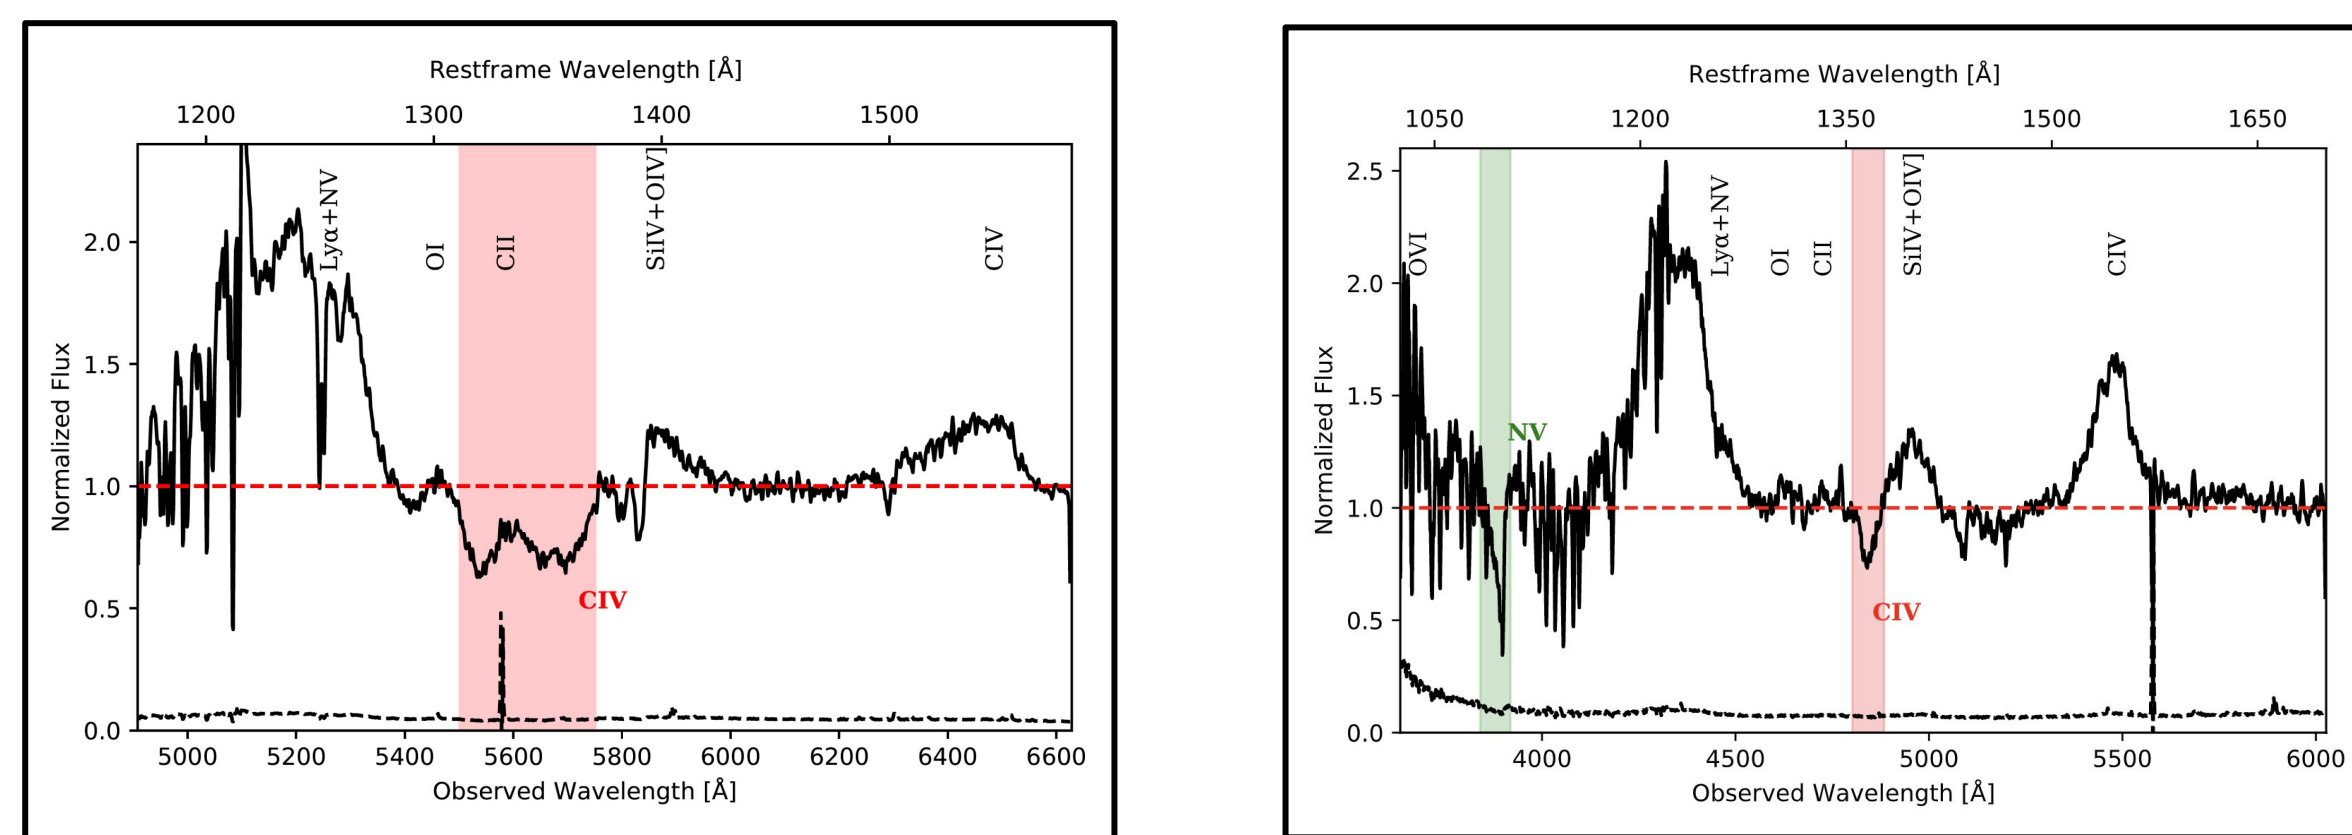 Restframe Wavelength [Å]
1200 1300 1400 1500
Normalized Flux
2.0
1.5
1.0
0.5
0.0
Lyα+NV
OI
CII
SiIV+OIV]
CIV
CIV
5000 5200 5400 5600 5800 6000 6200 6400 6600
Observed Wavelength [Å]
Restframe Wavelength [Å]
1050 1200 1350 1500 1650
Normalized Flux
2.5
2.0
1.5
1.0
0.5
0.0
OVI
Lyα+NV
OI
CII
SiIV+OIV]
CIV
NV
CIV
4000 4500 5000 5500 6000
Observed Wavelength [Å]